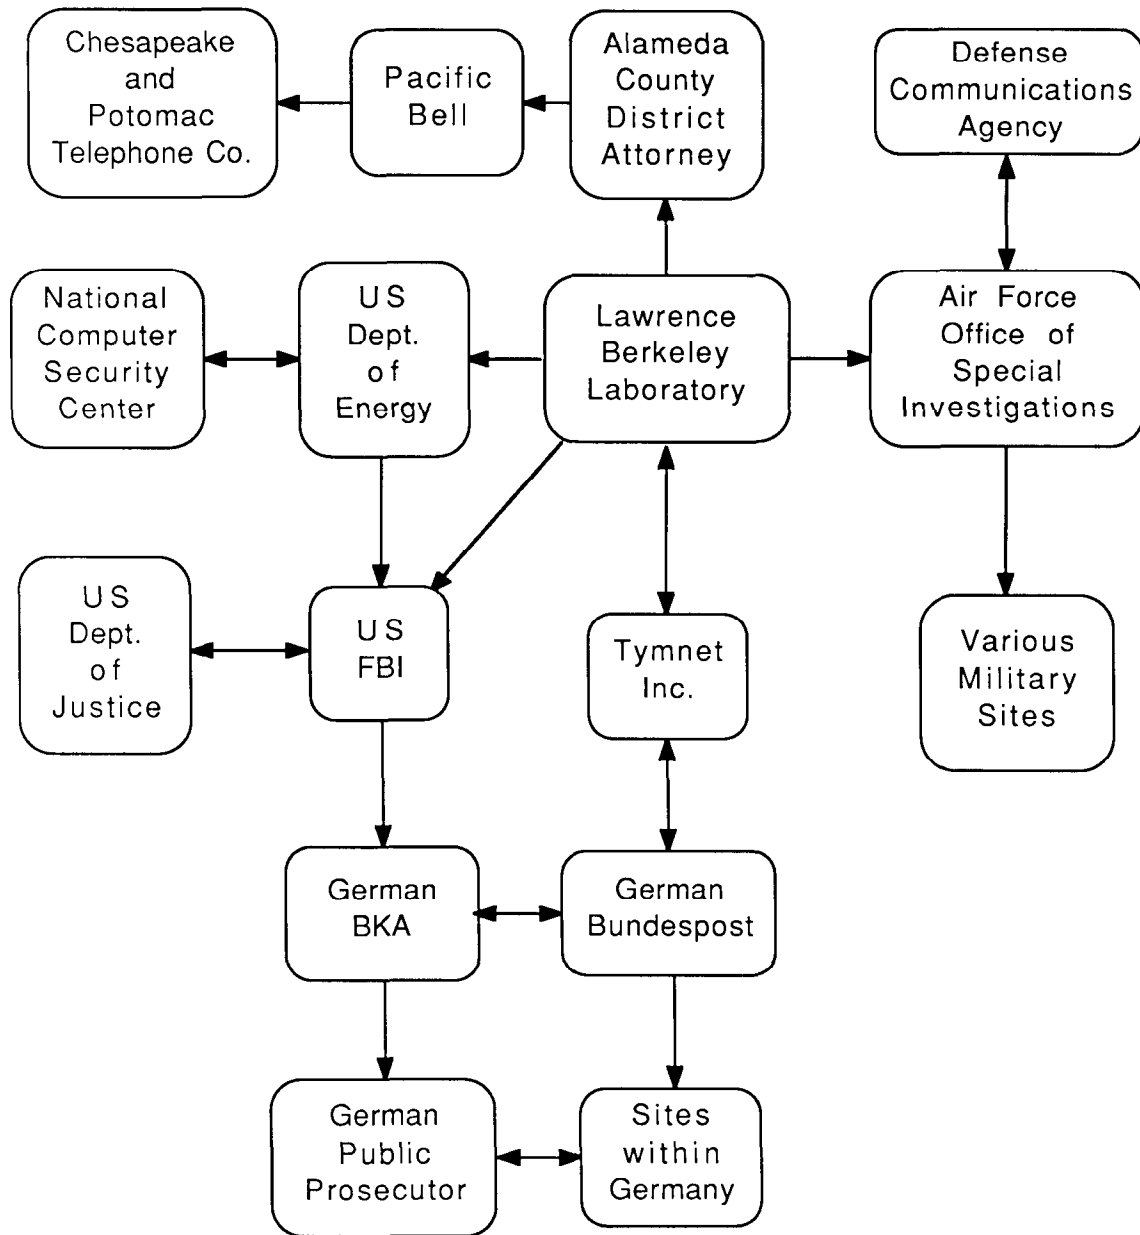 Chesapeake
and
Potomac
Telephone Co.
Pacific
Bell
Alameda
County
District
Attorney
Defense
Communications
Agency
National
Computer
Security
Center
US
Dept.
of
Energy
Lawrence
Berkeley
Laboratory
Air Force
Office of
Special
Investigations
US
Dept.
of
Justice
US
FBI
Tymnet
Inc.
Various
Military
Sites
German
BKA
German
Bundespost
German
Public
Prosecutor
Sites
within
Germany